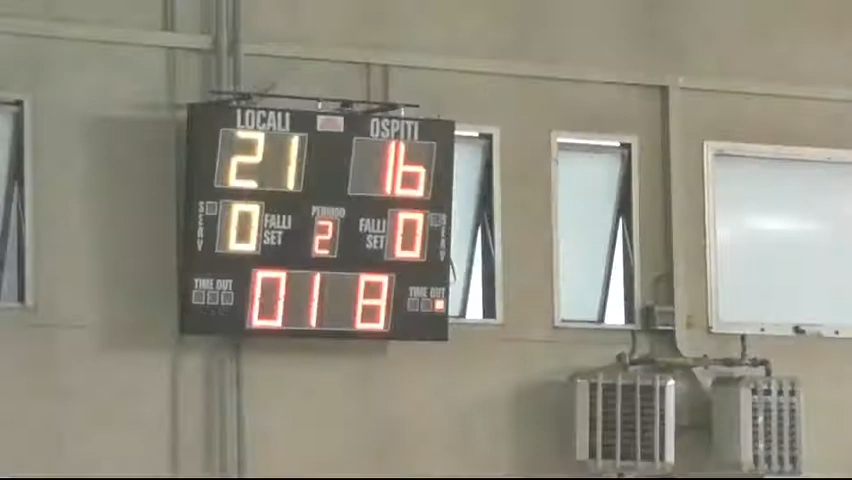 LOCALI OSPITI
21 16
SERV 0 FALLI SET PERIODO 2 FALLI SET 0 SERV
TIME OUT 01 8 TIME OUT